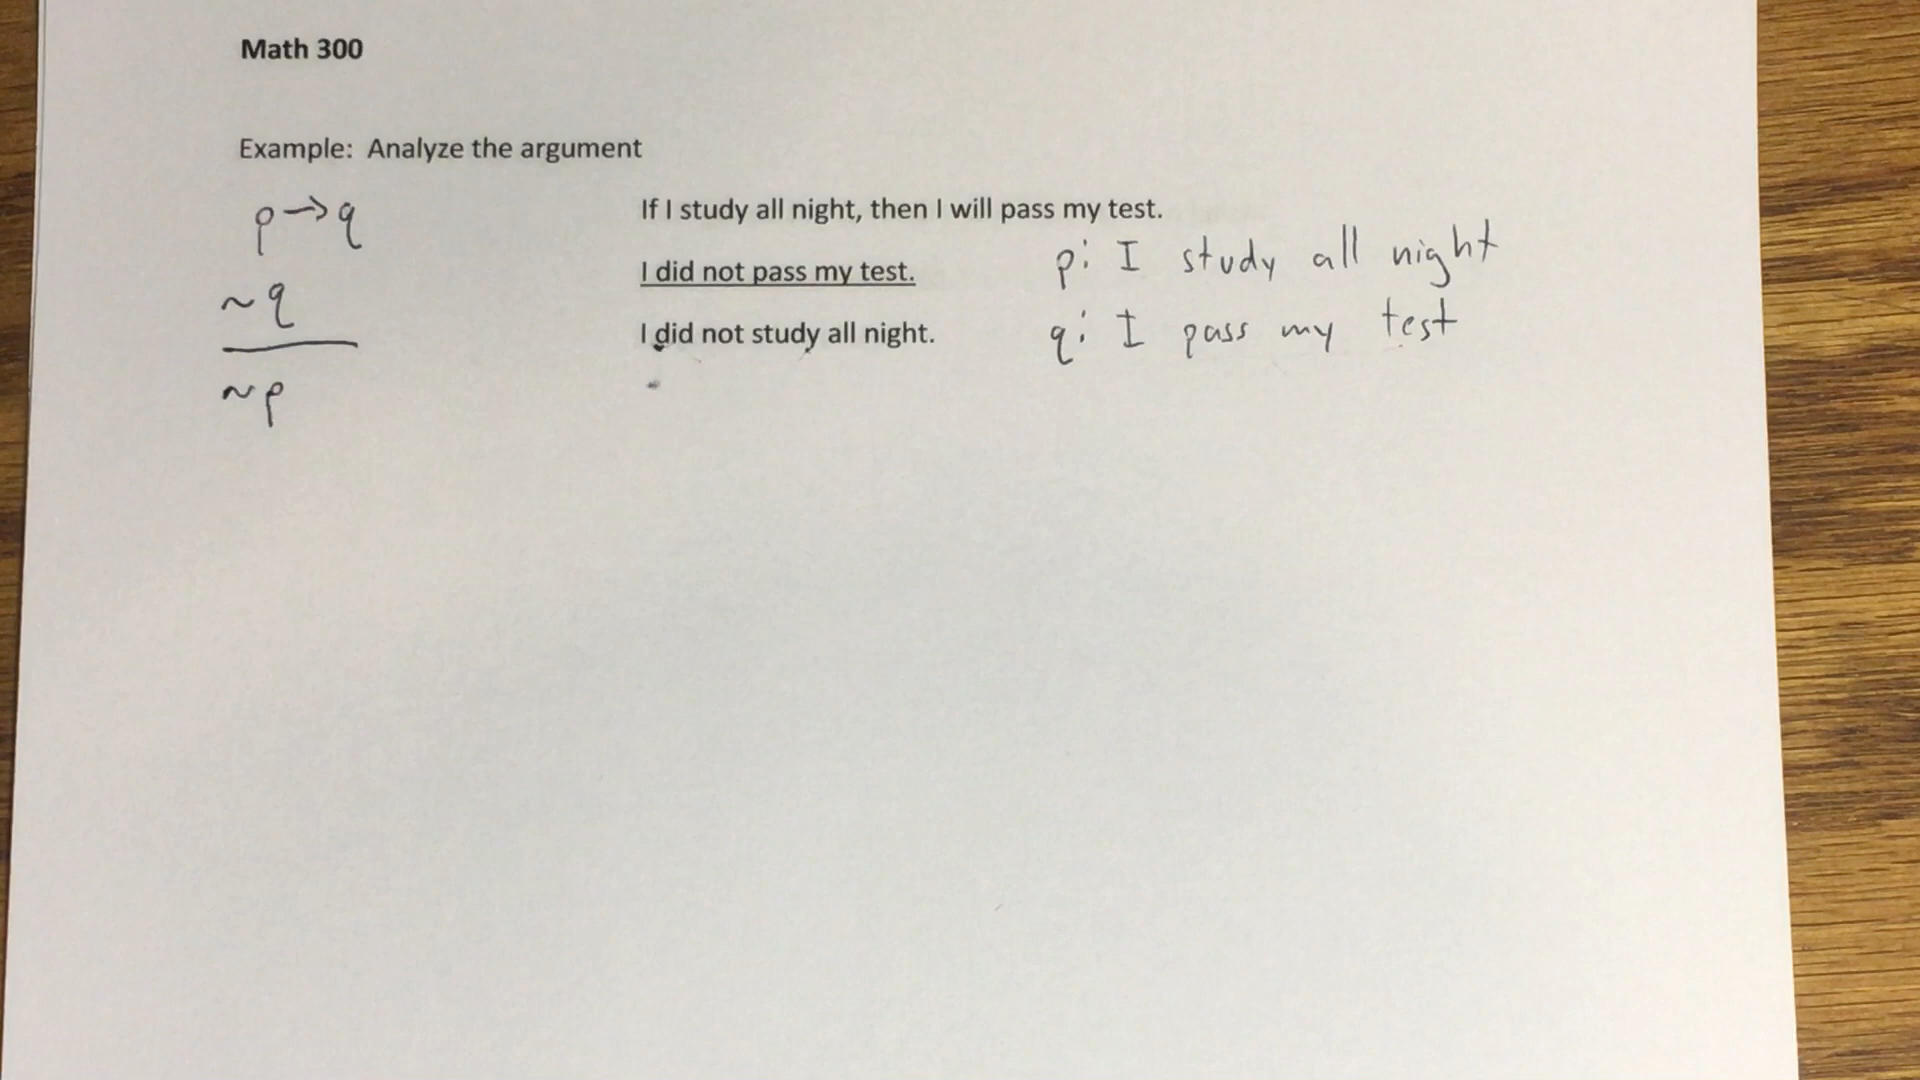 Math 300
Example: Analyze the argument
p→q
If I study all night, then I will pass my test.
p: I study all night
~q
I did not pass my test.
q: I pass my test
~p
I did not study all night.